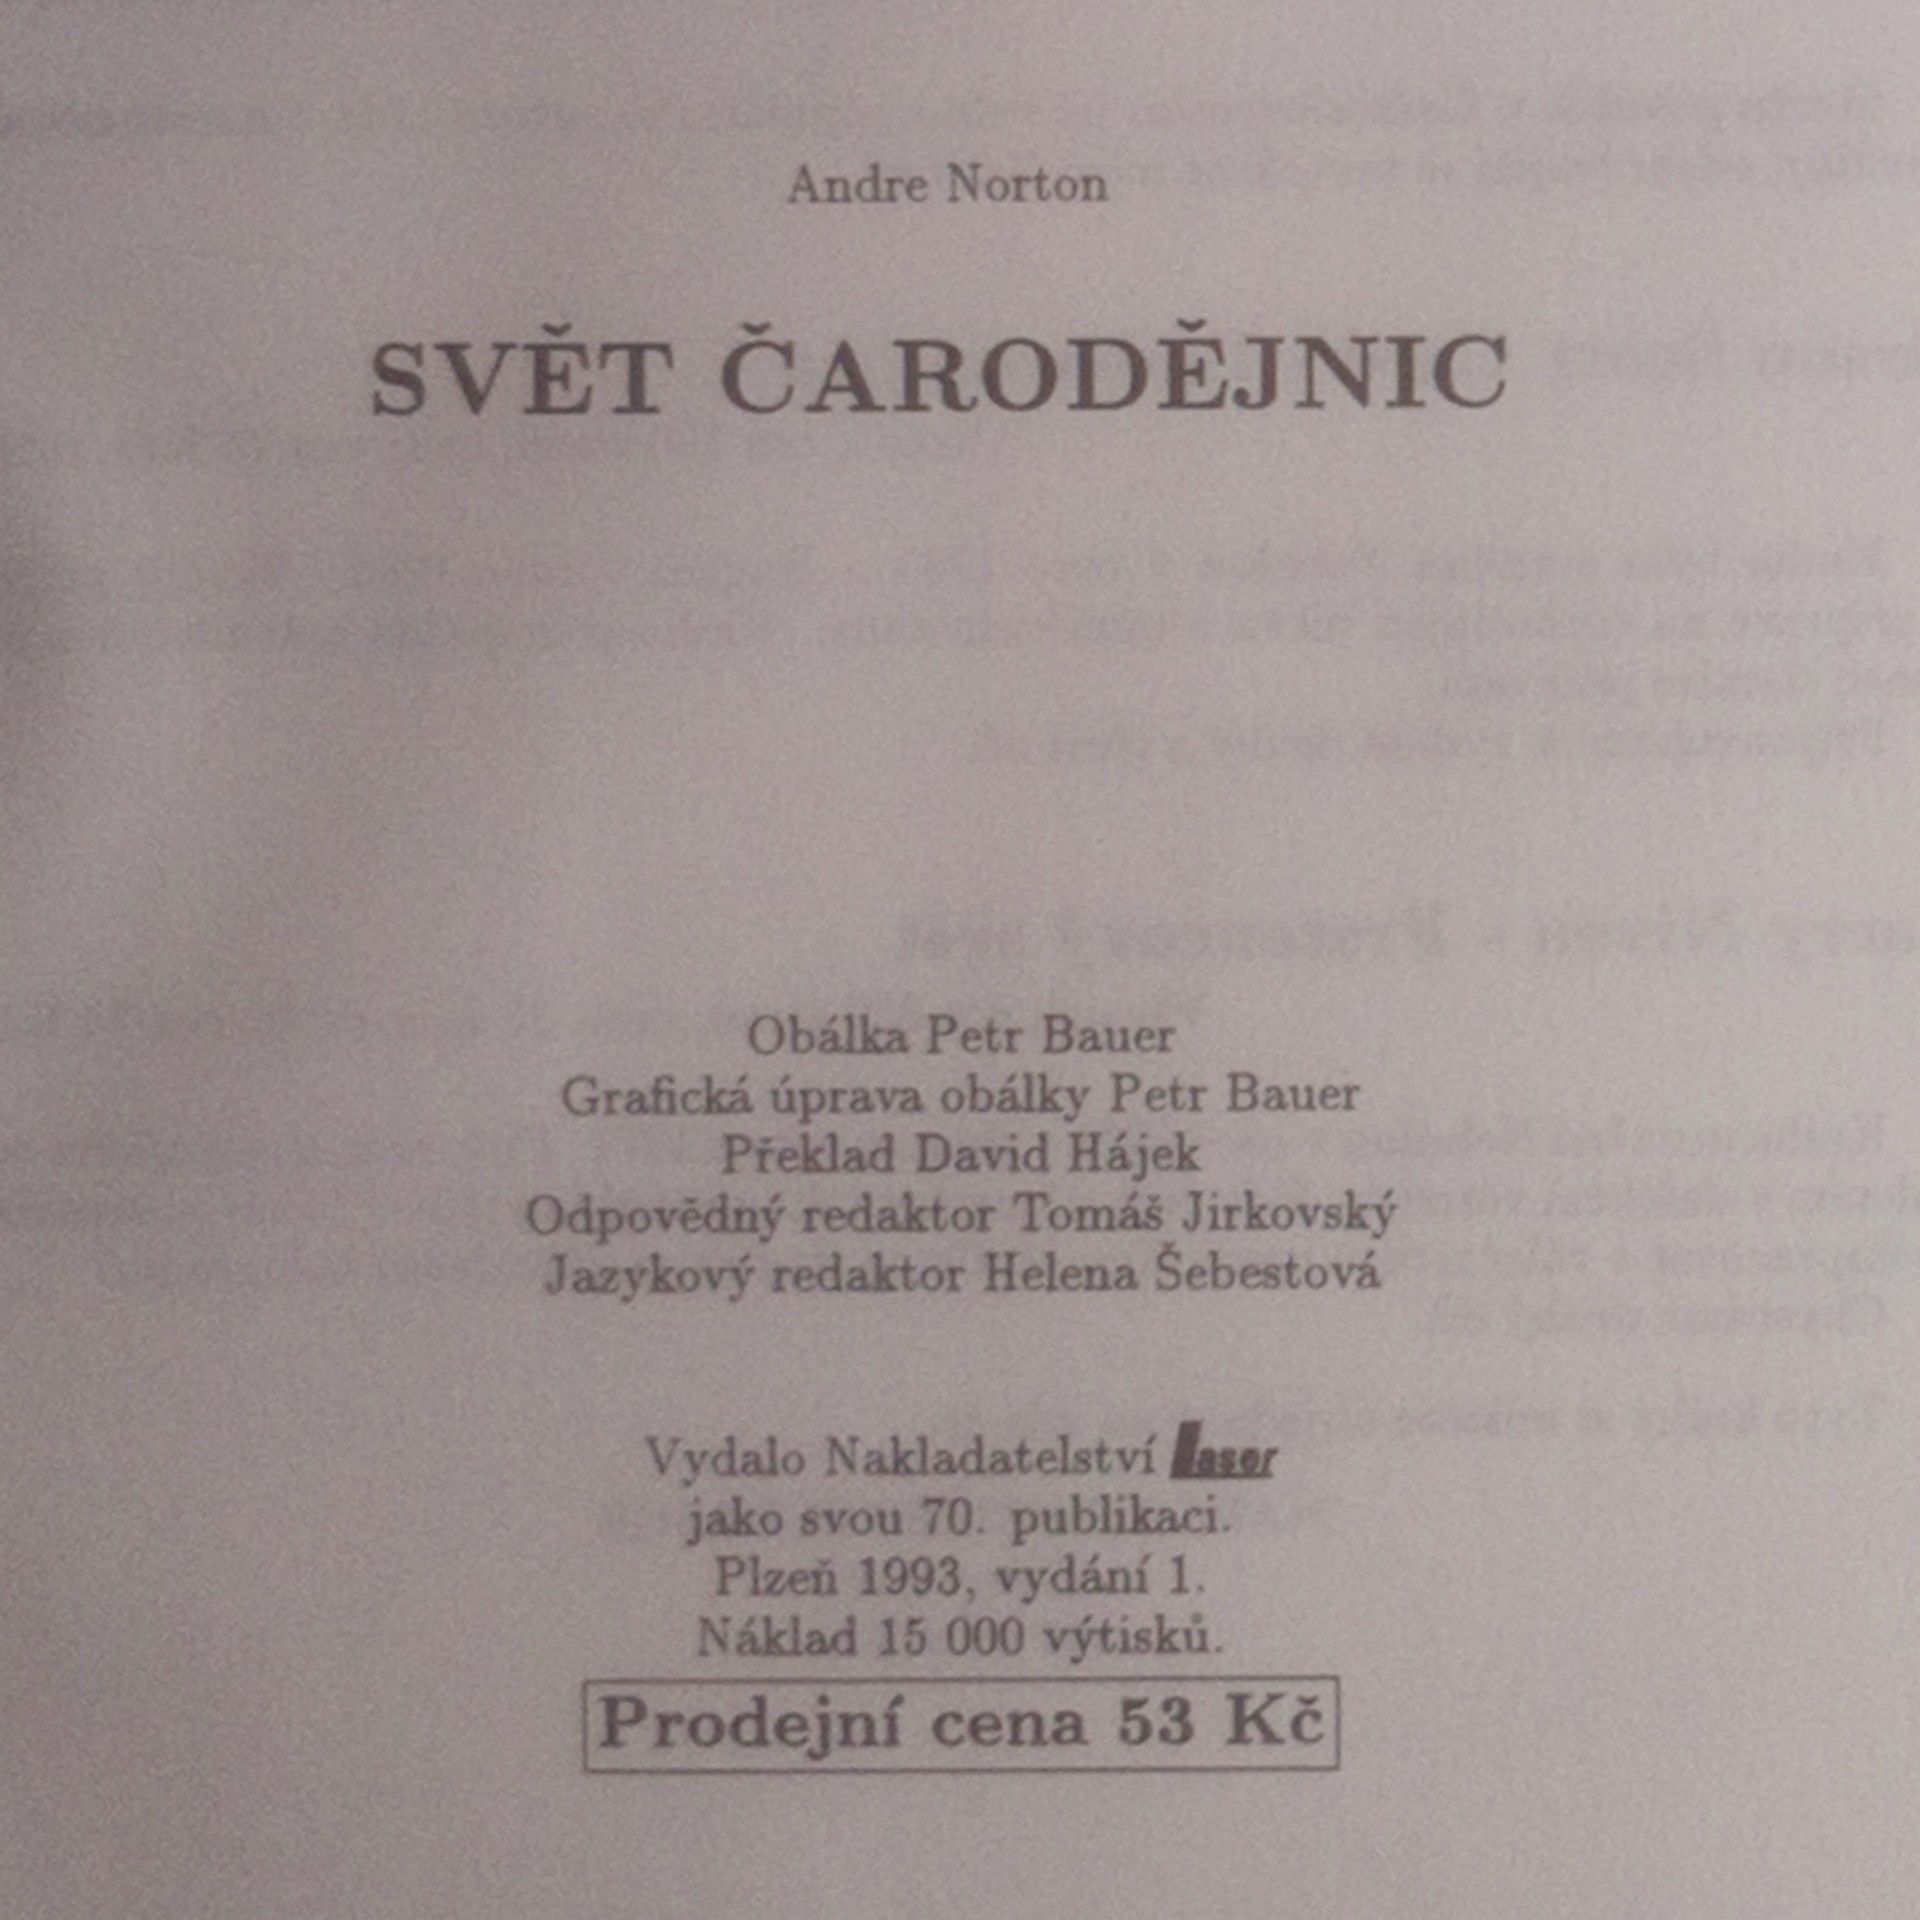 Andre Norton
SVĚT ČARODĚJNIC
Obálka Petr Bauer
Grafická úprava obálky Petr Bauer
Překlad David Hájek
Odpovědný redaktor Tomáš Jirkovský
Jazykový redaktor Helena Šebestová
Vydalo Nakladatelství Laser
jako svou 70. publikaci.
Plzeň 1993, vydání 1.
Náklad 15 000 výtisků.
Prodejní cena 53 Kč